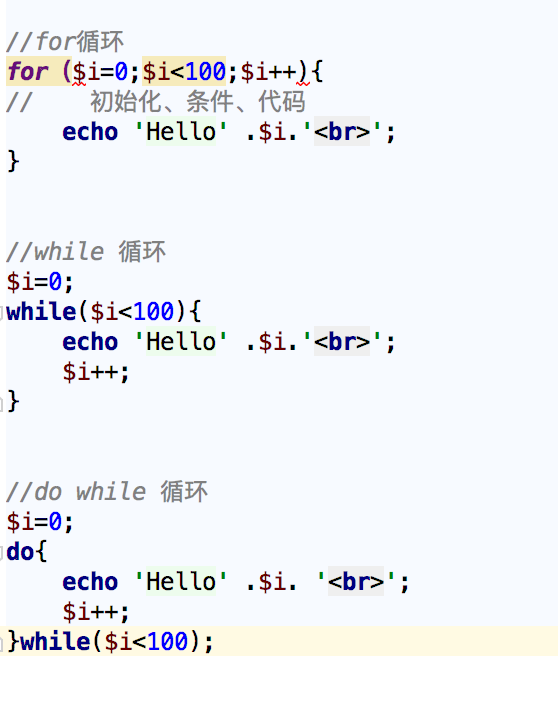 //for循环
for ($i=0;$i<100;$i++){
//    初始化、条件、代码
    echo 'Hello' .$i.'<br>';
}
//while 循环
$i=0;
while($i<100){
    echo 'Hello' .$i.'<br>';
    $i++;
}
//do while 循环
$i=0;
do{
    echo 'Hello' .$i. '<br>';
    $i++;
}while($i<100);